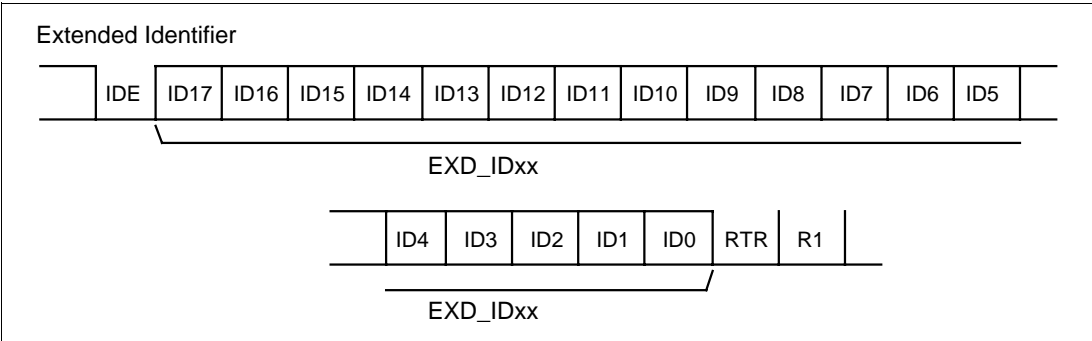 Extended Identifier
IDE ID17 ID16 ID15 ID14 ID13 ID12 ID11 ID10 ID9 ID8 ID7 ID6 ID5
EXD_IDxx
ID4 ID3 ID2 ID1 ID0 RTR R1
EXD_IDxx